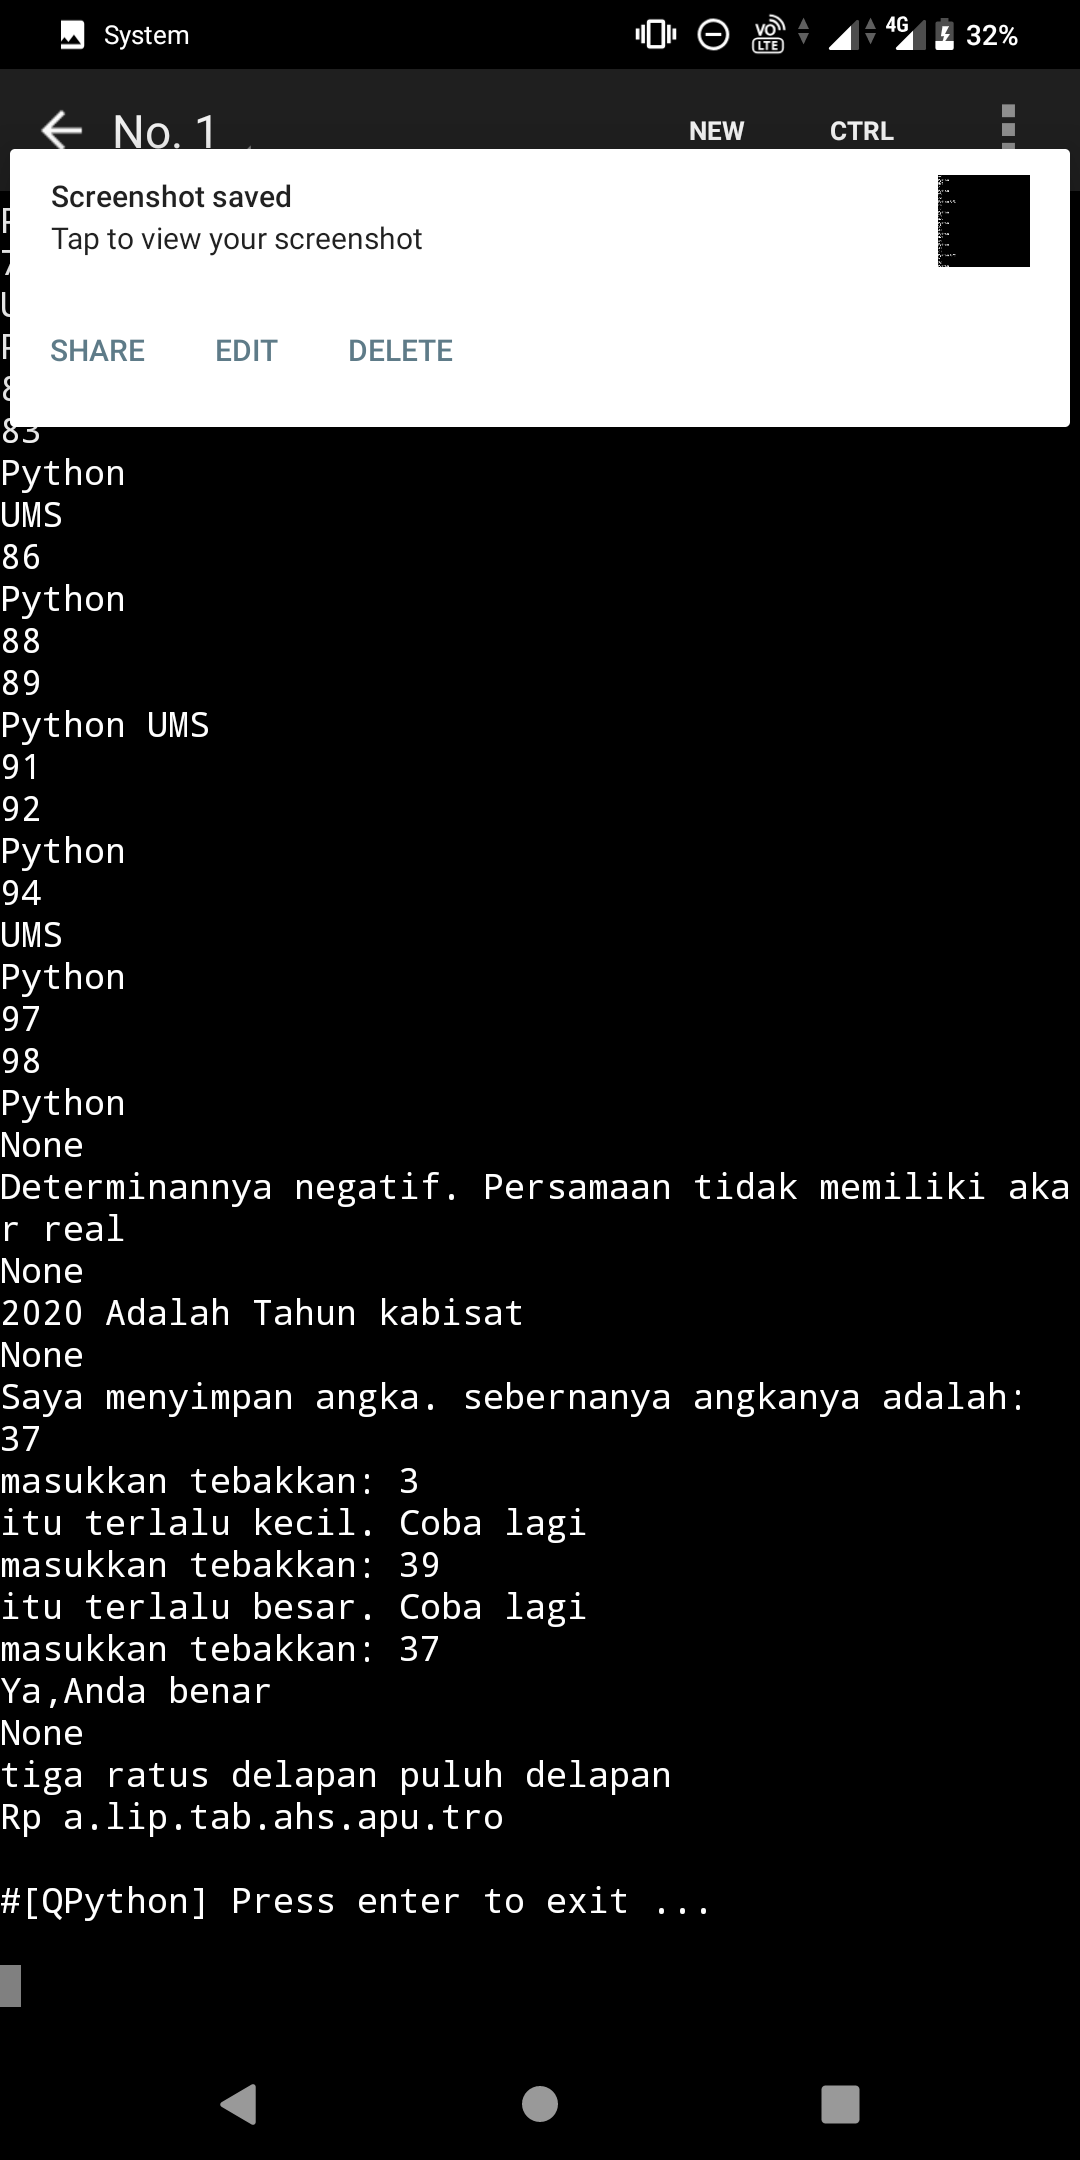 System
VO
LTE
4G
32%
No. 1
NEW
CTRL
Screenshot saved
Tap to view your screenshot
SHARE
EDIT
DELETE
83
Python
UMS
86
Python
88
89
Python UMS
91
92
Python
94
UMS
Python
97
98
Python
None
Determinannya negatif. Persamaan tidak memiliki aka
r real
None
2020 Adalah Tahun kabisat
None
Saya menyimpan angka. sebernanya angkanya adalah:
37
masukkan tebakkan: 3
itu terlalu kecil. Coba lagi
masukkan tebakkan: 39
itu terlalu besar. Coba lagi
masukkan tebakkan: 37
Ya,Anda benar
None
tiga ratus delapan puluh delapan
Rp a.lip.tab.ahs.apu.tro
#[QPython] Press enter to exit ...